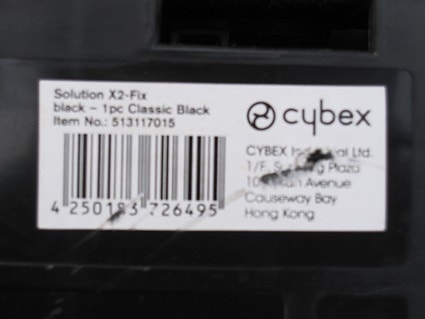 Solution X2-Fix
black – 1pc Classic Black
Item No.: 513117015
cybex
CYBEX Ltd.
1/F, Plaza
Avenue
Causeway Bay
Hong Kong
4 250183 726495